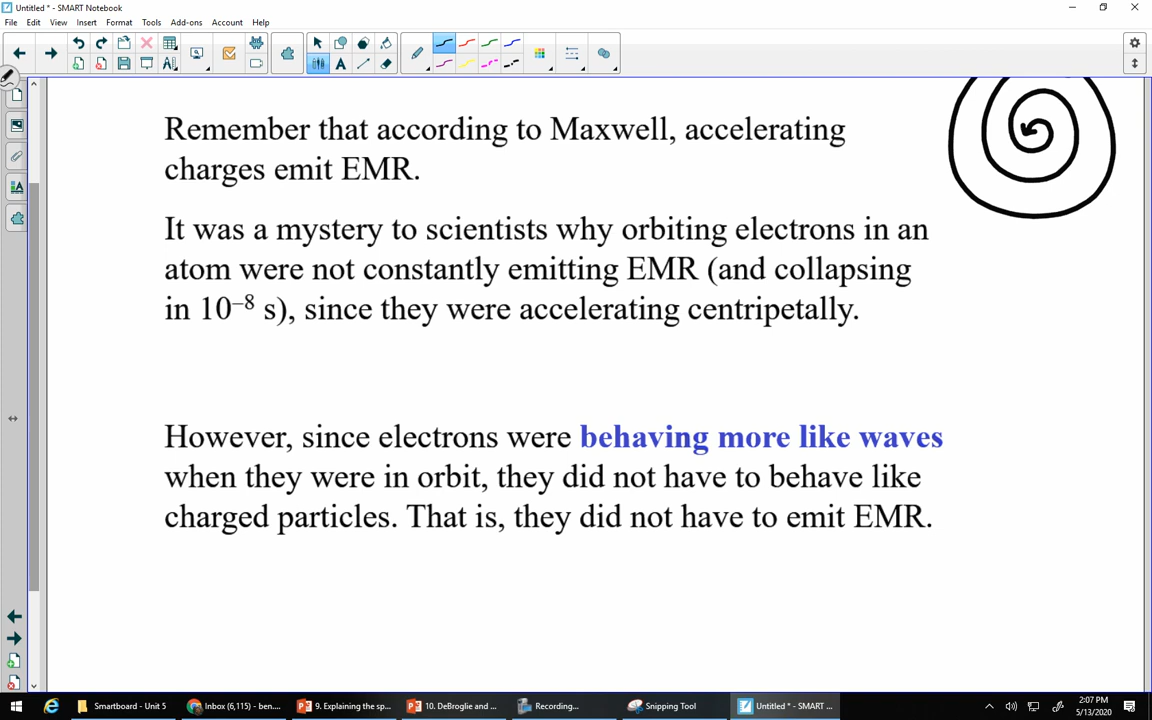 Untitled * - SMART Notebook
File Edit View Insert Format Tools Add-ons Account Help
Remember that according to Maxwell, accelerating
charges emit EMR.
It was a mystery to scientists why orbiting electrons in an
atom were not constantly emitting EMR (and collapsing
in 10⁻⁸ s), since they were accelerating centripetally.
However, since electrons were behaving more like waves
when they were in orbit, they did not have to behave like
charged particles. That is, they did not have to emit EMR.
Smartboard - Unit 5 Inbox (6,115) - ben.... 9. Explaining the sp... 10. DeBroglie and ... Recording... Snipping Tool Untitled * - SMART ... 2:07 PM
5/13/2020